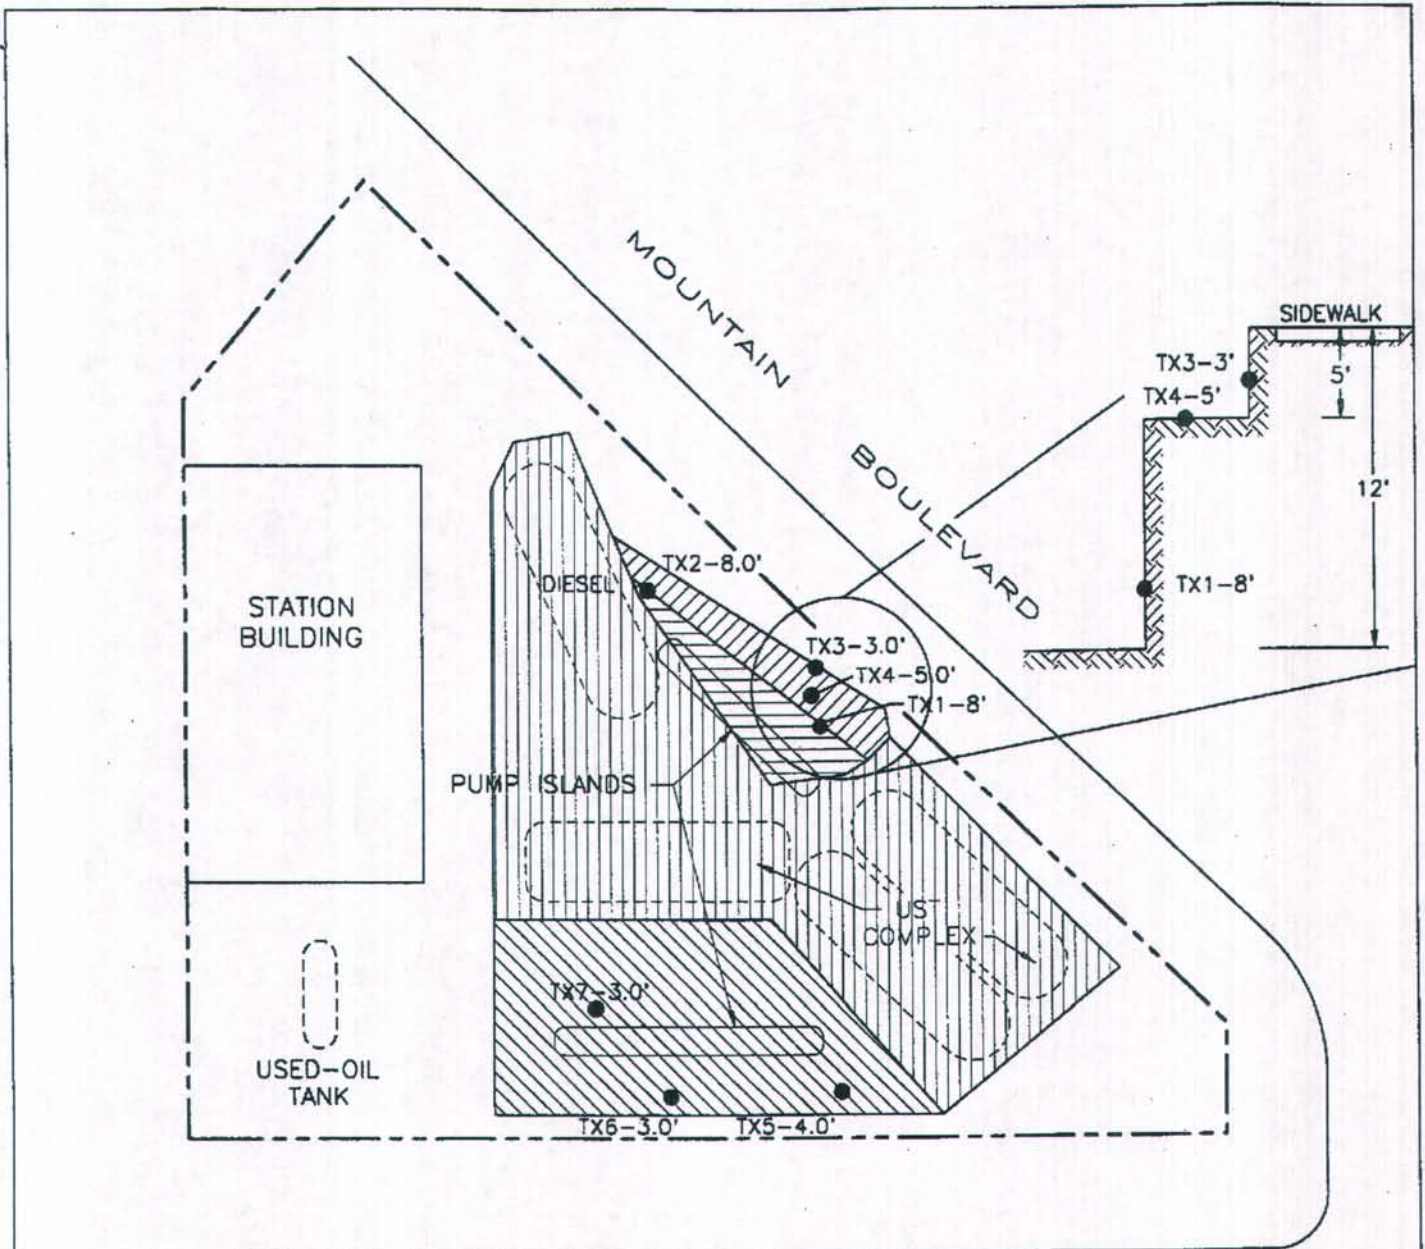 MOUNTAIN
BOULEVARD
SIDEWALK
TX3-3'
TX4-5'
5'
12'
TX1-8'
TX2-8.0'
DIESEL
STATION
BUILDING
TX3-3.0'
TX4-5.0'
TX1-8'
PUMP ISLANDS
UST
COMPLEX
TX7-3.0'
USED-OIL
TANK
TX6-3.0'
TX5-4.0'